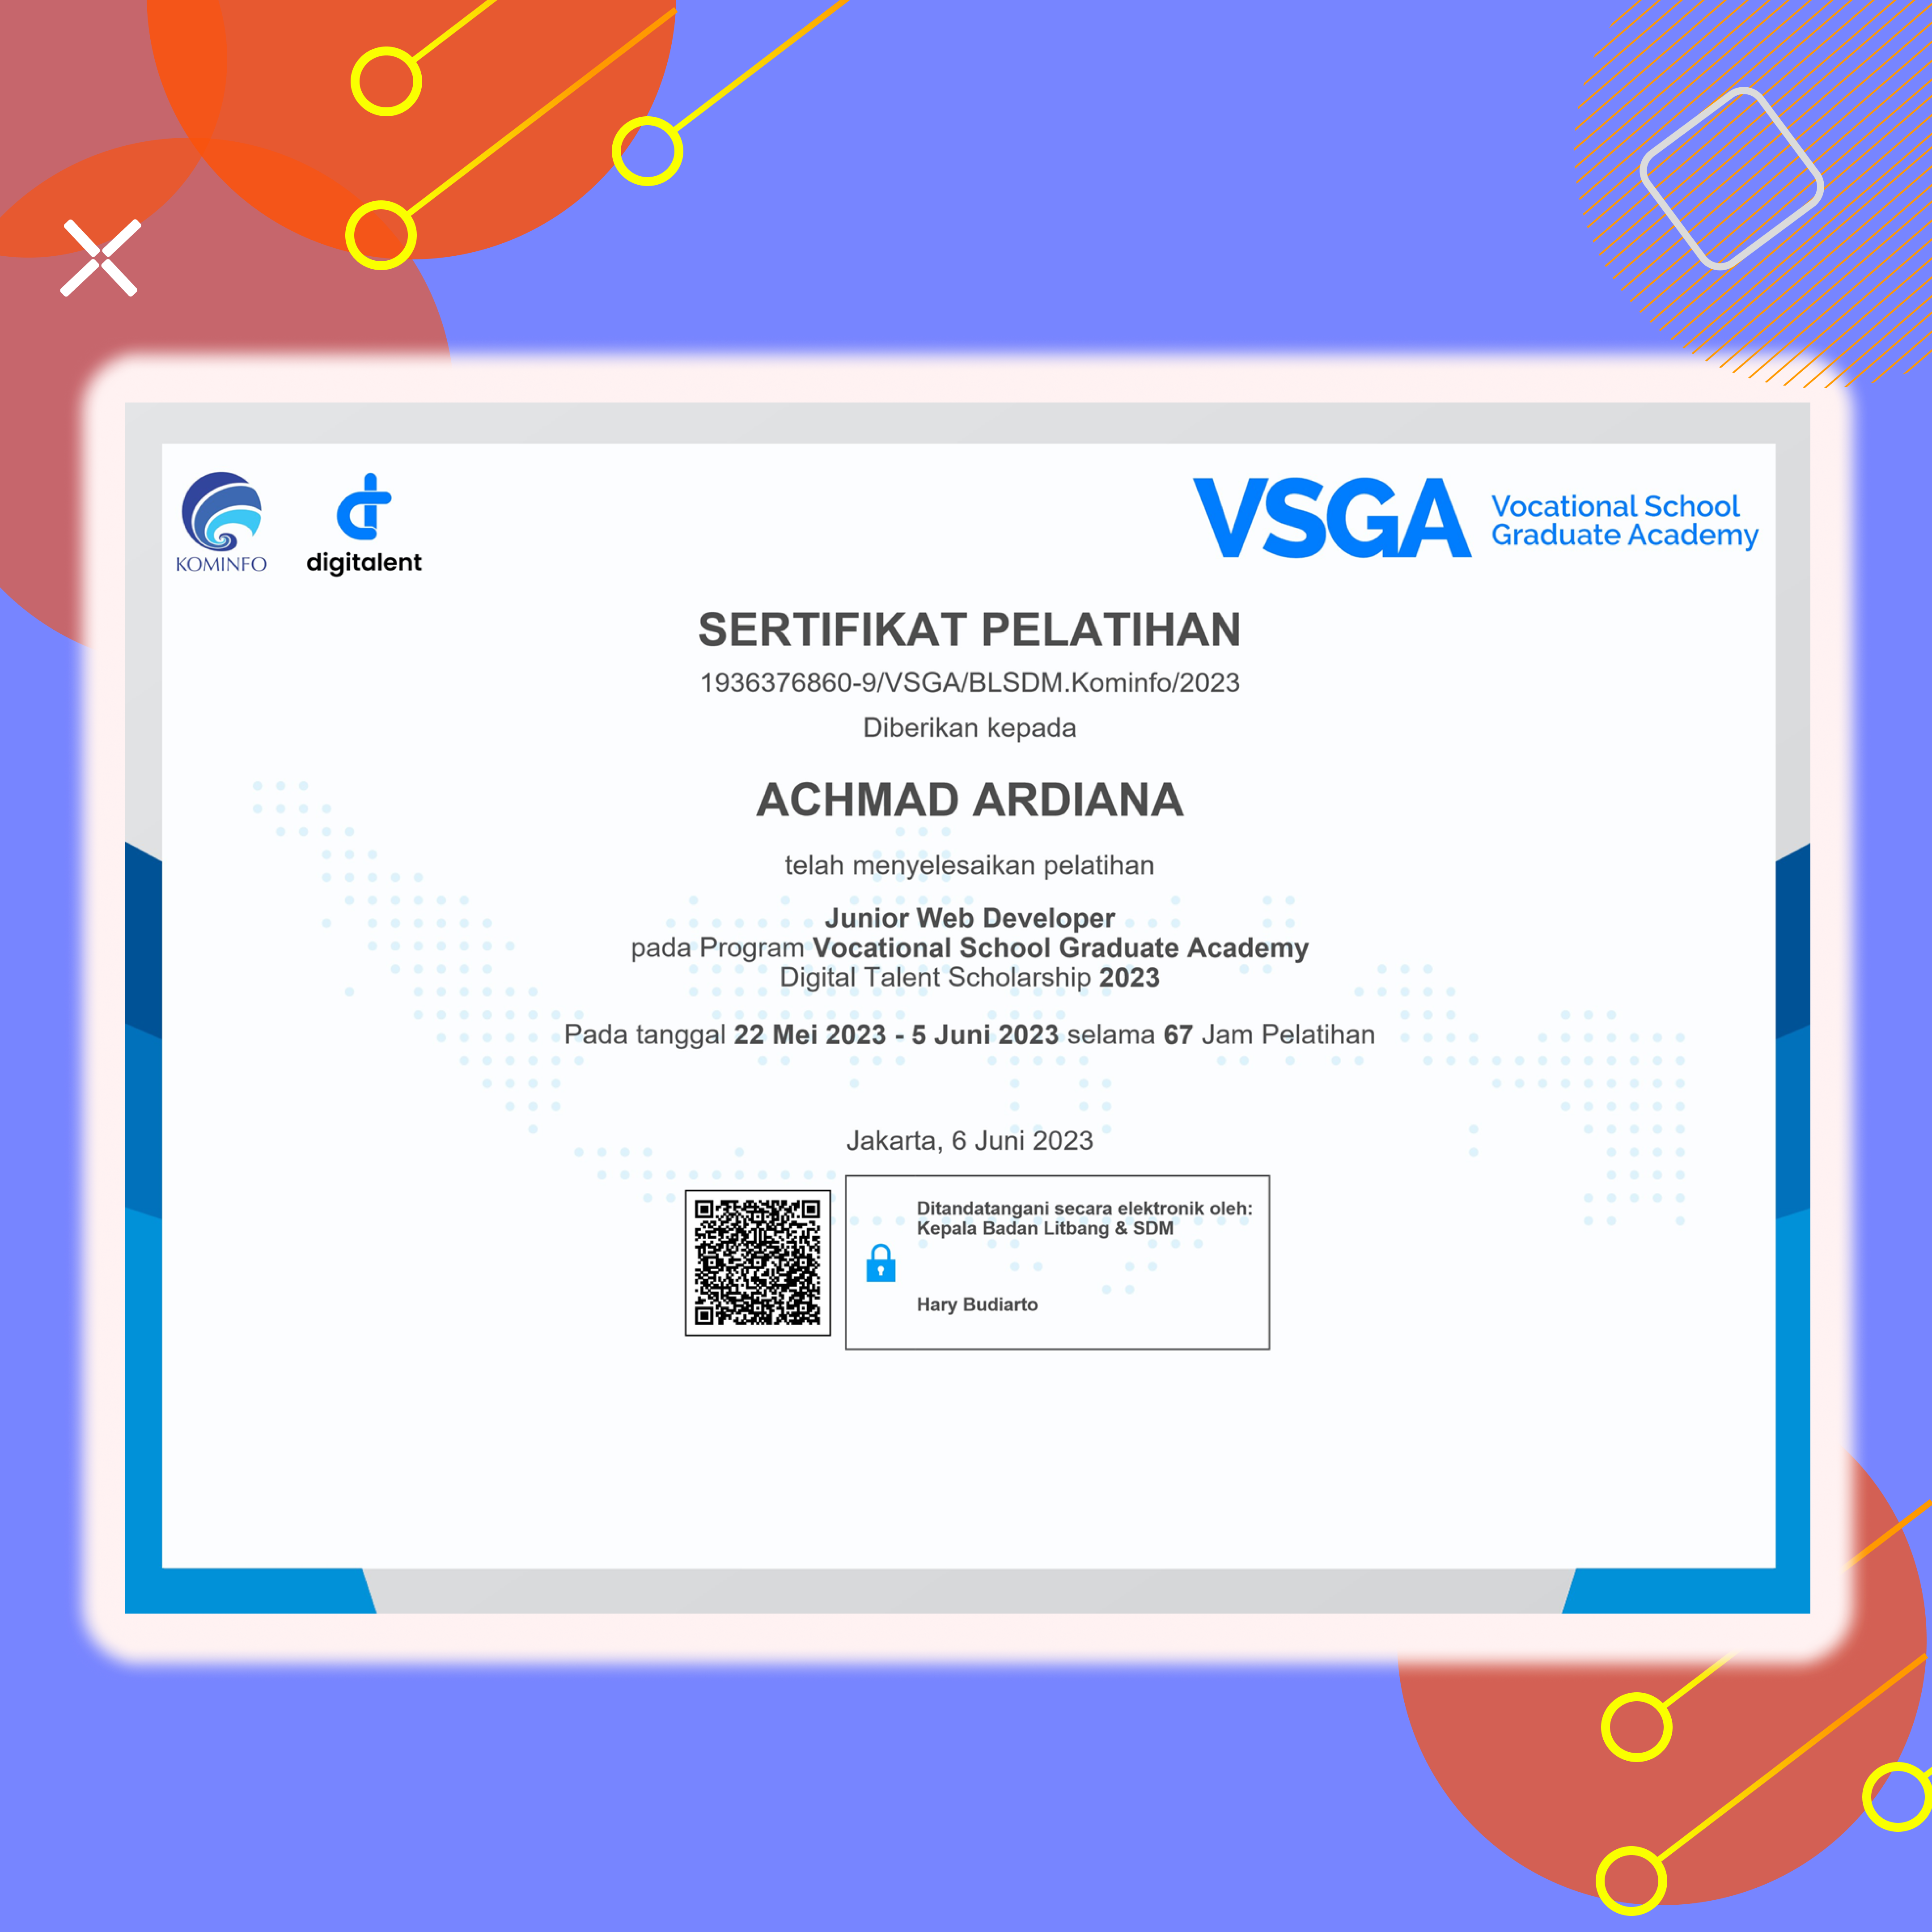 KOMINFO
digitalent
VSGA
Vocational School
Graduate Academy
SERTIFIKAT PELATIHAN
1936376860-9/VSGA/BLSDM.Kominfo/2023
Diberikan kepada
ACHMAD ARDIANA
telah menyelesaikan pelatihan
Junior Web Developer
pada Program Vocational School Graduate Academy
Digital Talent Scholarship 2023
Pada tanggal 22 Mei 2023 - 5 Juni 2023 selama 67 Jam Pelatihan
Jakarta, 6 Juni 2023
Ditandatangani secara elektronik oleh:
Kepala Badan Litbang & SDM
Hary Budiarto